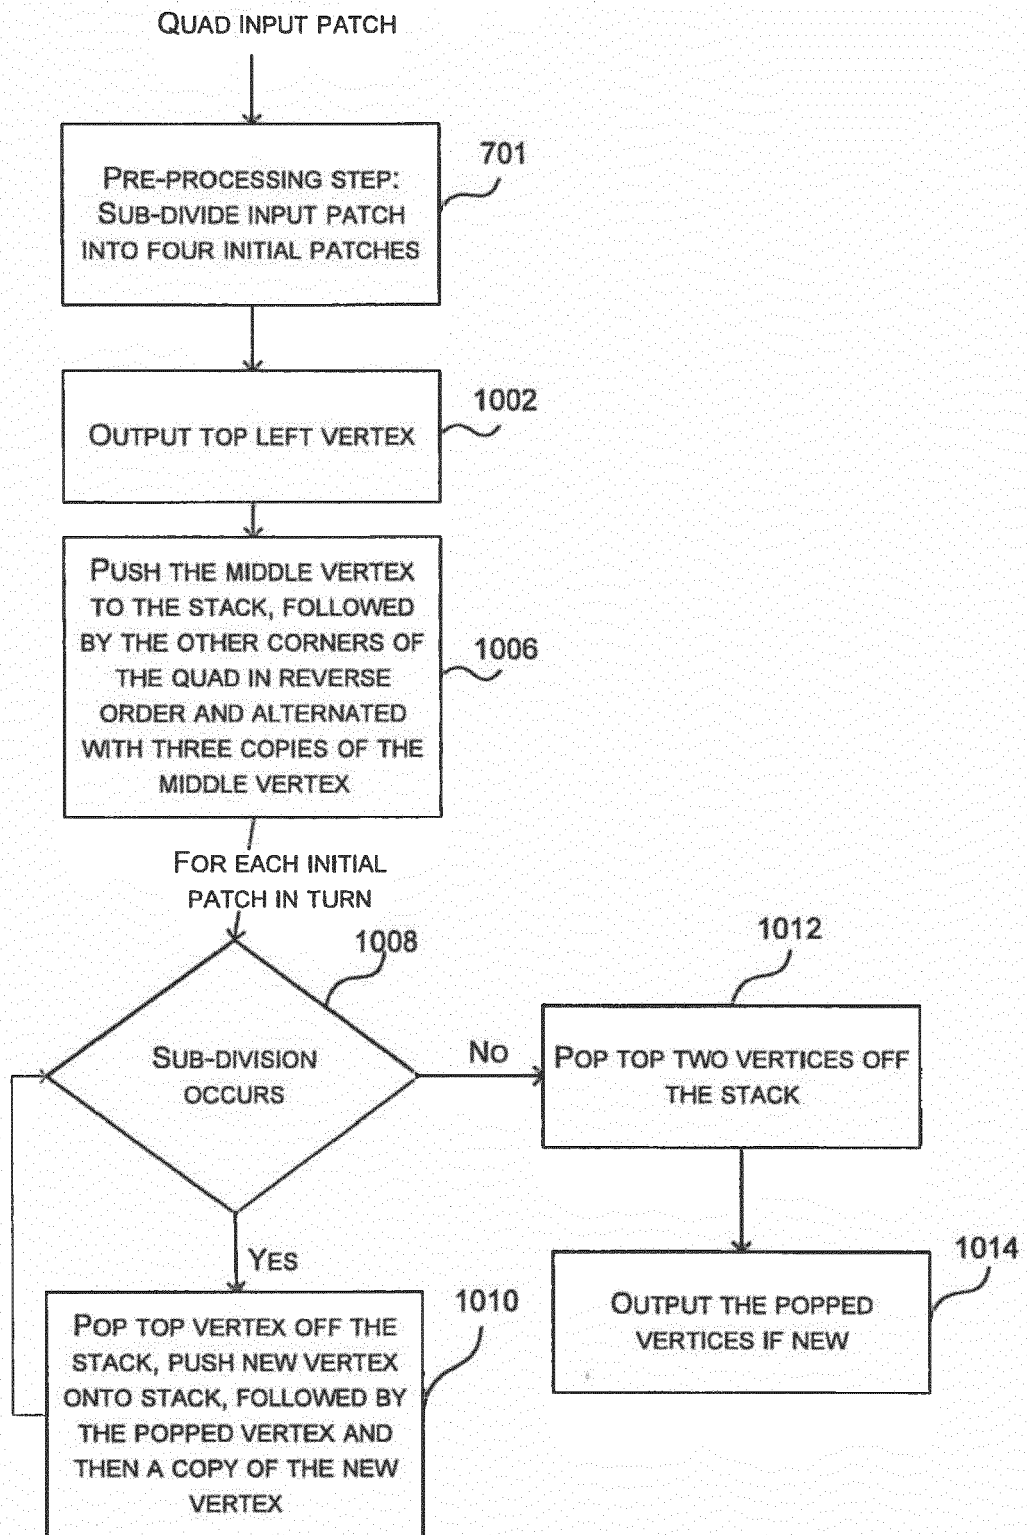 QUAD INPUT PATCH
PRE-PROCESSING STEP:
SUB-DIVIDE INPUT PATCH
INTO FOUR INITIAL PATCHES
701
OUTPUT TOP LEFT VERTEX
1002
PUSH THE MIDDLE VERTEX
TO THE STACK, FOLLOWED
BY THE OTHER CORNERS OF
THE QUAD IN REVERSE
ORDER AND ALTERNATED
WITH THREE COPIES OF THE
MIDDLE VERTEX
1006
FOR EACH INITIAL
PATCH IN TURN
1008
SUB-DIVISION
OCCURS
NO
1012
POP TOP TWO VERTICES OFF
THE STACK
YES
1014
OUTPUT THE POPPED
VERTICES IF NEW
1010
POP TOP VERTEX OFF THE
STACK, PUSH NEW VERTEX
ONTO STACK, FOLLOWED BY
THE POPPED VERTEX AND
THEN A COPY OF THE NEW
VERTEX